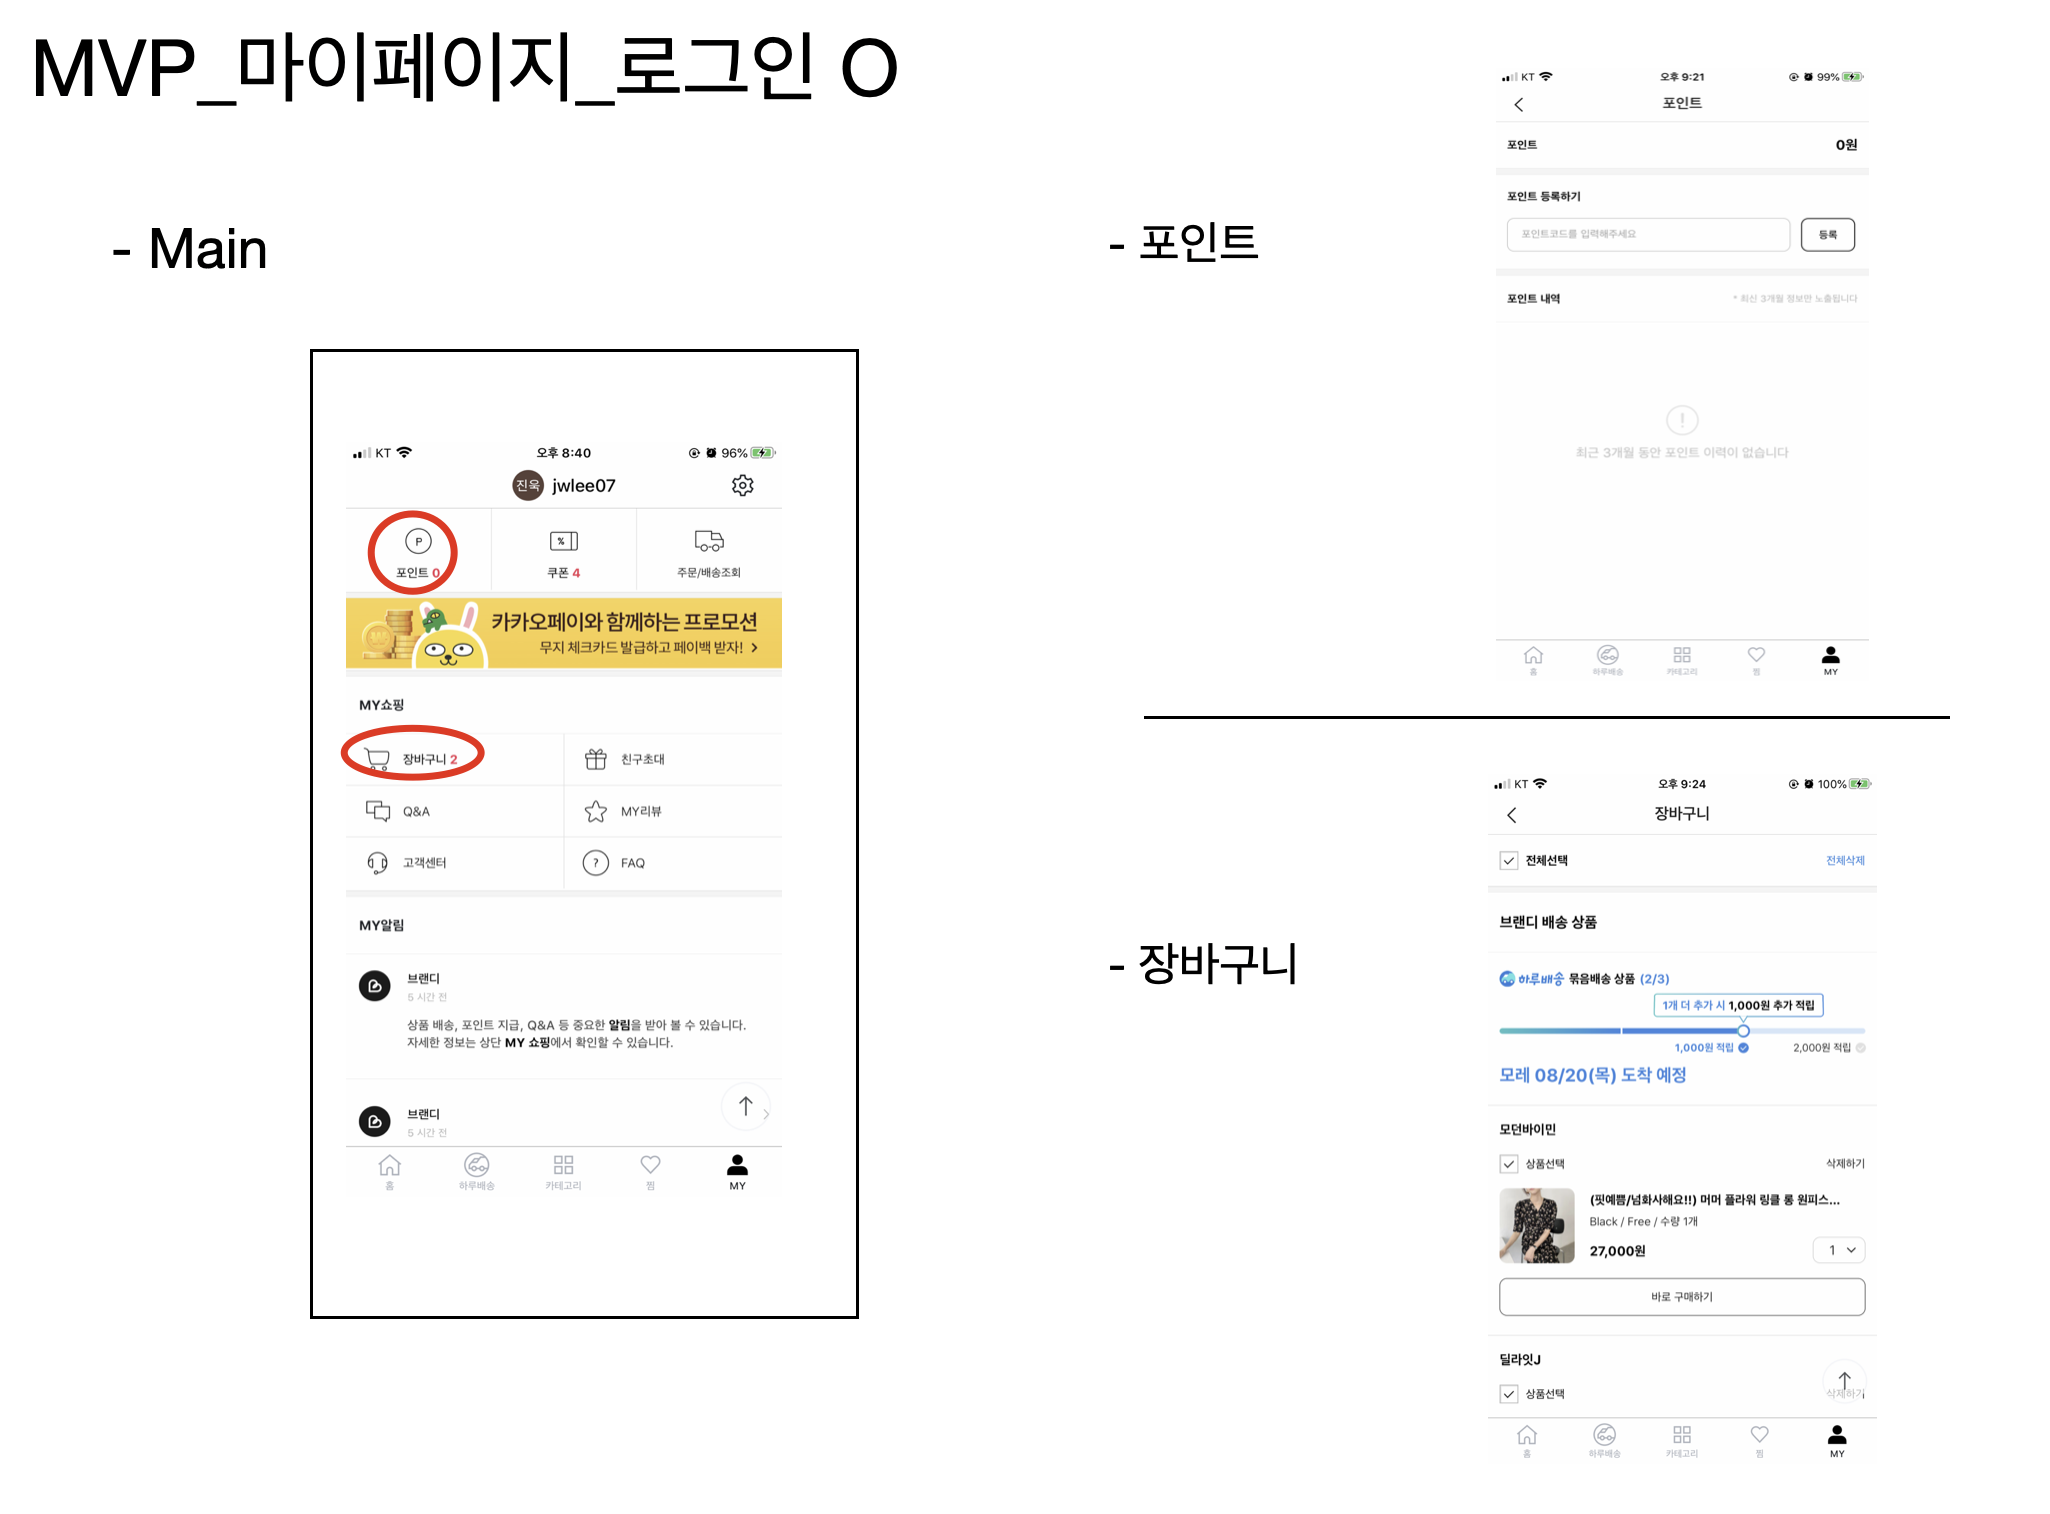 MVP_마이페이지_로그인 O
- Main
KT 오후 8:40 96%
진욱 jwlee07
P % 
포인트 0 쿠폰 4 주문/배송조회
카카오페이와 함께하는 프로모션
무지 체크카드 발급하고 페이백 받자! >
MY쇼핑
장바구니 2 친구초대
Q&A MY리뷰
고객센터 ? FAQ
MY알림
브랜디
5 시간 전
상품 배송, 포인트 지급, Q&A 등 중요한 알림을 받아 볼 수 있습니다.
자세한 정보는 상단 MY 쇼핑에서 확인할 수 있습니다.
브랜디
5 시간 전
홈 하루배송 카테고리 찜 MY
- 포인트
KT 오후 9:21 99%
포인트
포인트 0원
포인트 등록하기
포인트코드를 입력해주세요 등록
포인트 내역 * 최신 3개월 정보만 노출됩니다
!
최근 3개월 동안 포인트 이력이 없습니다
홈 하루배송 카테고리 찜 MY
- 장바구니
KT 오후 9:24 100%
장바구니
전체선택 전체삭제
브랜디 배송 상품
하루배송 묶음배송 상품 (2/3)
1개 더 추가 시 1,000원 추가 적립
1,000원 적립 2,000원 적립
모레 08/20(목) 도착 예정
모던바이민
상품선택 삭제하기
(핏예쁨/넘화사해요!!) 머머 플라워 링클 롱 원피스...
Black / Free / 수량 1개
27,000원 1
바로 구매하기
딜라잇J
상품선택 삭제하기
홈 하루배송 카테고리 찜 MY